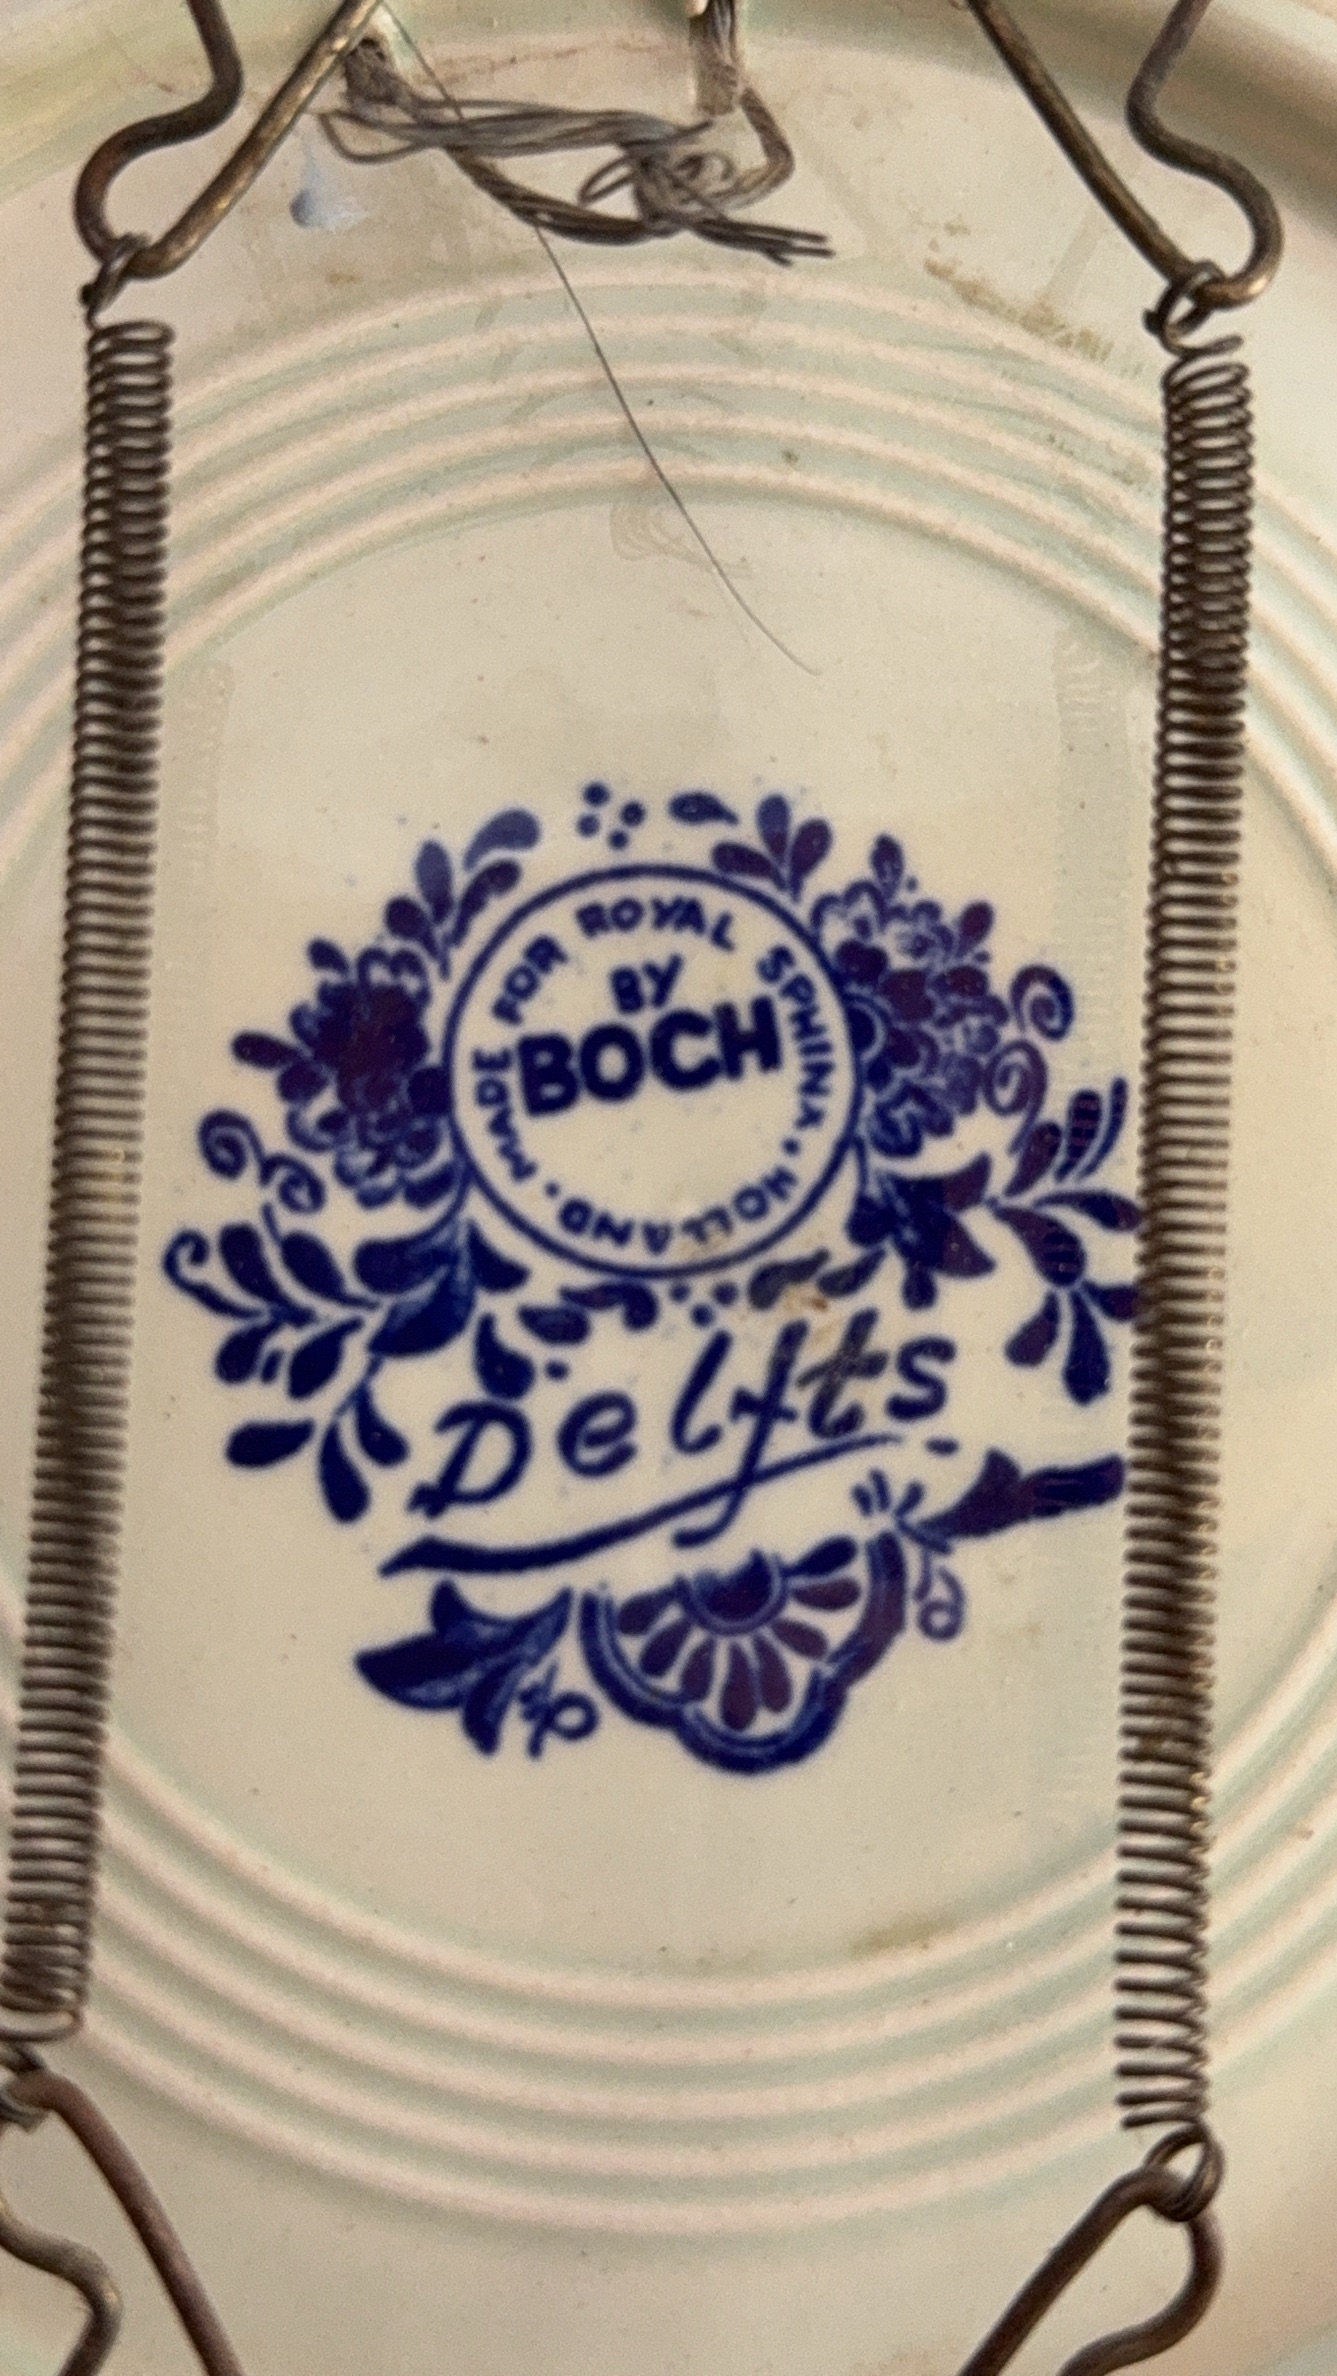 MADE FOR ROYAL SPHINX. HOLLAND.
BY
BOCH
Delfts